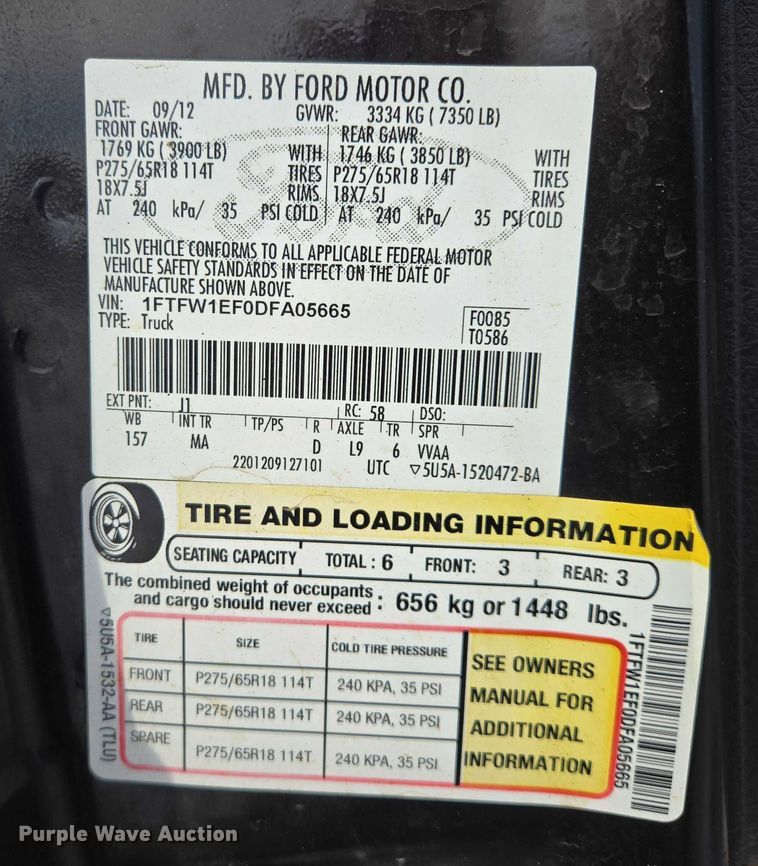 MFD. BY FORD MOTOR CO.
DATE: 09/12 GVWR: 3334 KG ( 7350 LB)
FRONT GAWR: REAR GAWR:
1769 KG ( 3900 LB) WITH 1746 KG ( 3850 LB) WITH
P275/65R18 114T TIRES P275/65R18 114T TIRES
18X7.5J RIMS 18X7.5J RIMS
AT 240 kPa/ 35 PSI COLD AT 240 kPa/ 35 PSI COLD
Ford
THIS VEHICLE CONFORMS TO ALL APPLICABLE FEDERAL MOTOR
VEHICLE SAFETY STANDARDS IN EFFECT ON THE DATE OF
MANUFACTURE SHOWN ABOVE.
VIN: 1FTFW1EF0DFA05665
TYPE: Truck
F0085
T0586
EXT PNT: J1 RC: 58 DSO:
WB INT TR TP/PS R AXLE TR SPR
157 MA D L9 6 VVAA
2201209127101 UTC ▽5U5A-1520472-BA
TIRE AND LOADING INFORMATION
SEATING CAPACITY TOTAL : 6 FRONT: 3 REAR: 3
The combined weight of occupants
and cargo should never exceed : 656 kg or 1448 lbs.
TIRE SIZE COLD TIRE PRESSURE
FRONT P275/65R18 114T 240 KPA, 35 PSI
REAR P275/65R18 114T 240 KPA, 35 PSI
SPARE P275/65R18 114T 240 KPA, 35 PSI
SEE OWNERS
MANUAL FOR
ADDITIONAL
INFORMATION
▽5U5A-1532-AA (TLU)
1FTFW1EF0DFA05665
Purple Wave Auction